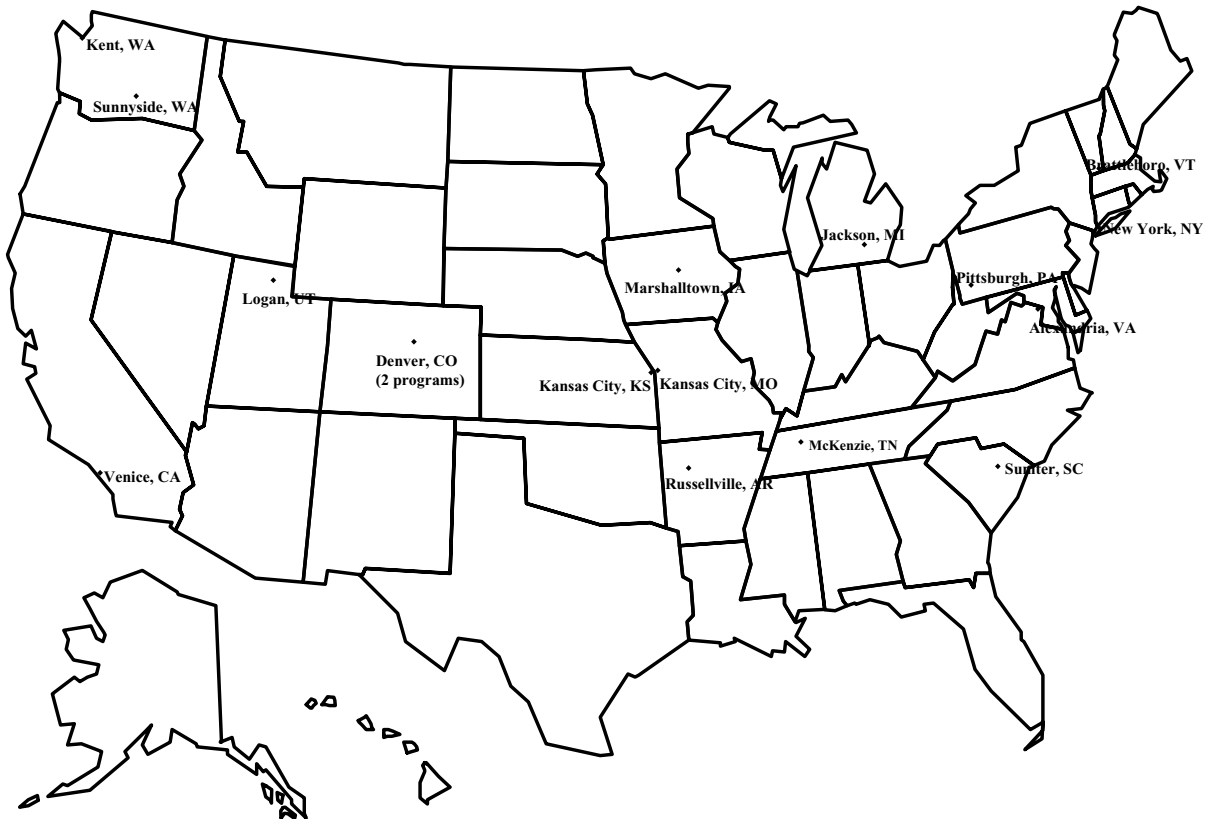 Kent, WA
Sunnyside, WA
Brattleboro, VT
New York, NY
Jackson, MI
Pittsburgh, PA
Marshalltown, IA
Logan, UT
Alexandria, VA
Denver, CO
(2 programs)
Kansas City, KS
Kansas City, MO
McKenzie, TN
Sumter, SC
Venice, CA
Russellville, AR